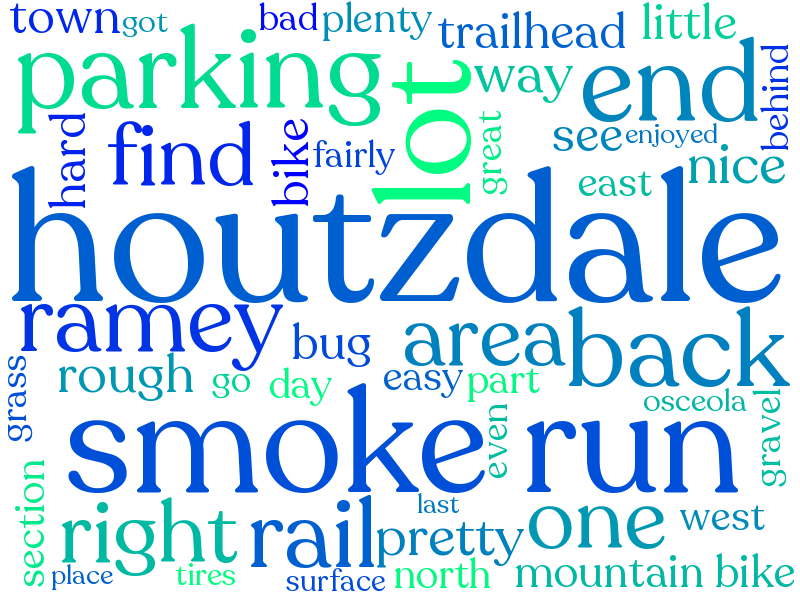 town got bad plenty trailhead little
parking lot way end behind
hard find bike fairly great see enjoyed
east nice
houtzdale
ramey bug area back
grass rough go day easy part osceola
smoke run even gravel
section right rail last pretty one west
place tires surface north mountain bike